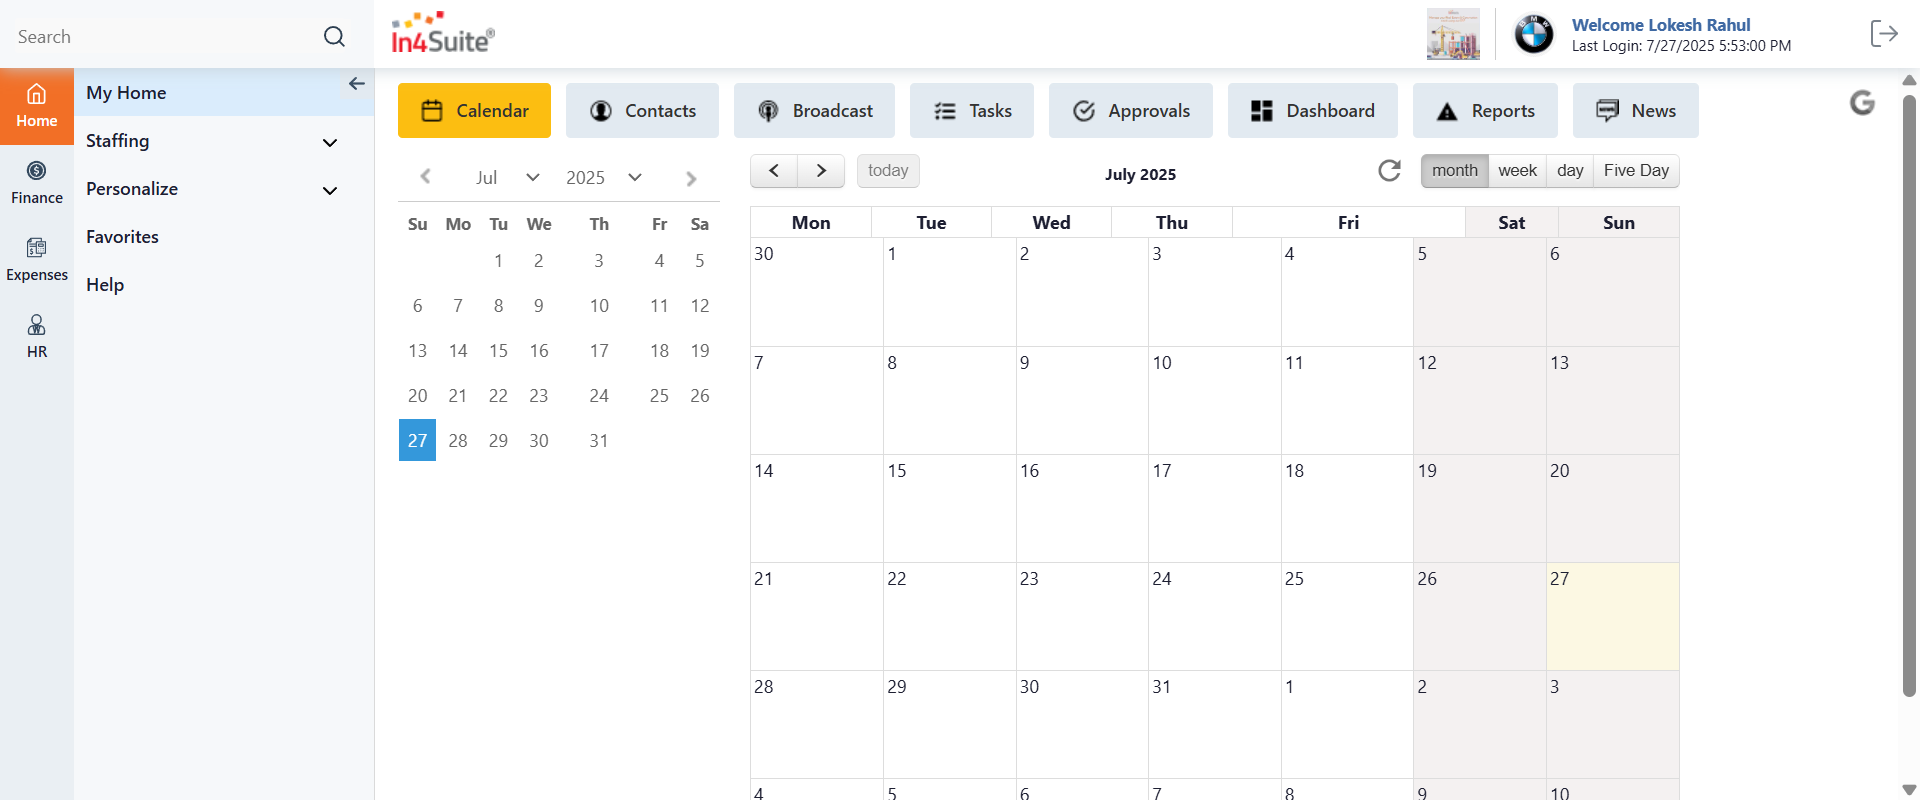 Search
In4Suite®
BMW
Welcome Lokesh Rahul
Last Login: 7/27/2025 5:53:00 PM
Home
Finance
Expenses
HR
My Home
Staffing
Personalize
Favorites
Help
Calendar
Contacts
Broadcast
Tasks
Approvals
Dashboard
Reports
News
G
Jul 2025
Su Mo Tu We Th Fr Sa
1 2 3 4 5
6 7 8 9 10 11 12
13 14 15 16 17 18 19
20 21 22 23 24 25 26
27 28 29 30 31
today
July 2025
month week day Five Day
Mon Tue Wed Thu Fri Sat Sun
30 1 2 3 4 5 6
7 8 9 10 11 12 13
14 15 16 17 18 19 20
21 22 23 24 25 26 27
28 29 30 31 1 2 3
4 5 6 7 8 9 10